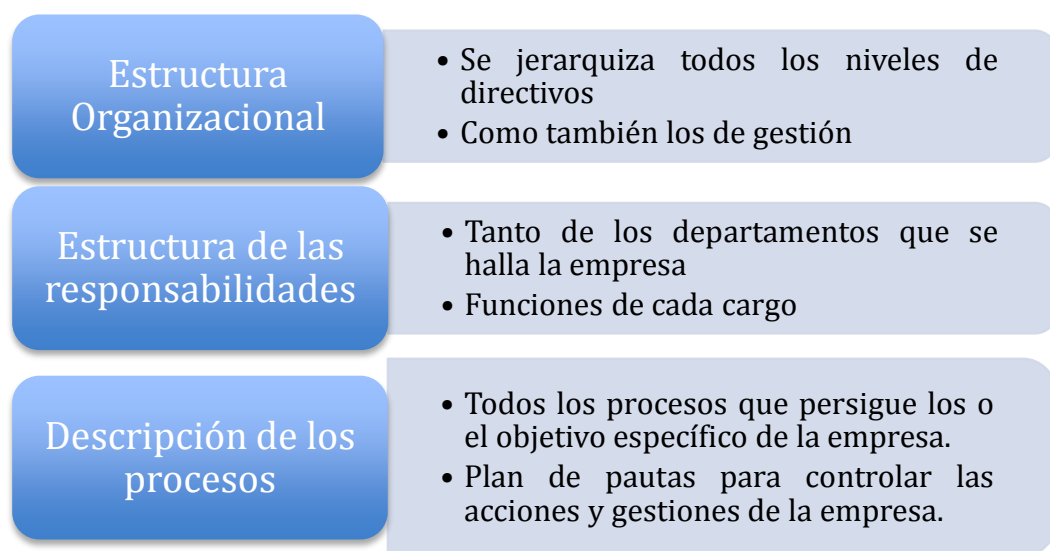 Estructura
Organizacional
• Se jerarquiza todos los niveles de
directivos
• Como también los de gestión
Estructura de las
responsabilidades
• Tanto de los departamentos que se
halla la empresa
• Funciones de cada cargo
Descripción de los
procesos
• Todos los procesos que persigue los o
el objetivo específico de la empresa.
• Plan de pautas para controlar las
acciones y gestiones de la empresa.